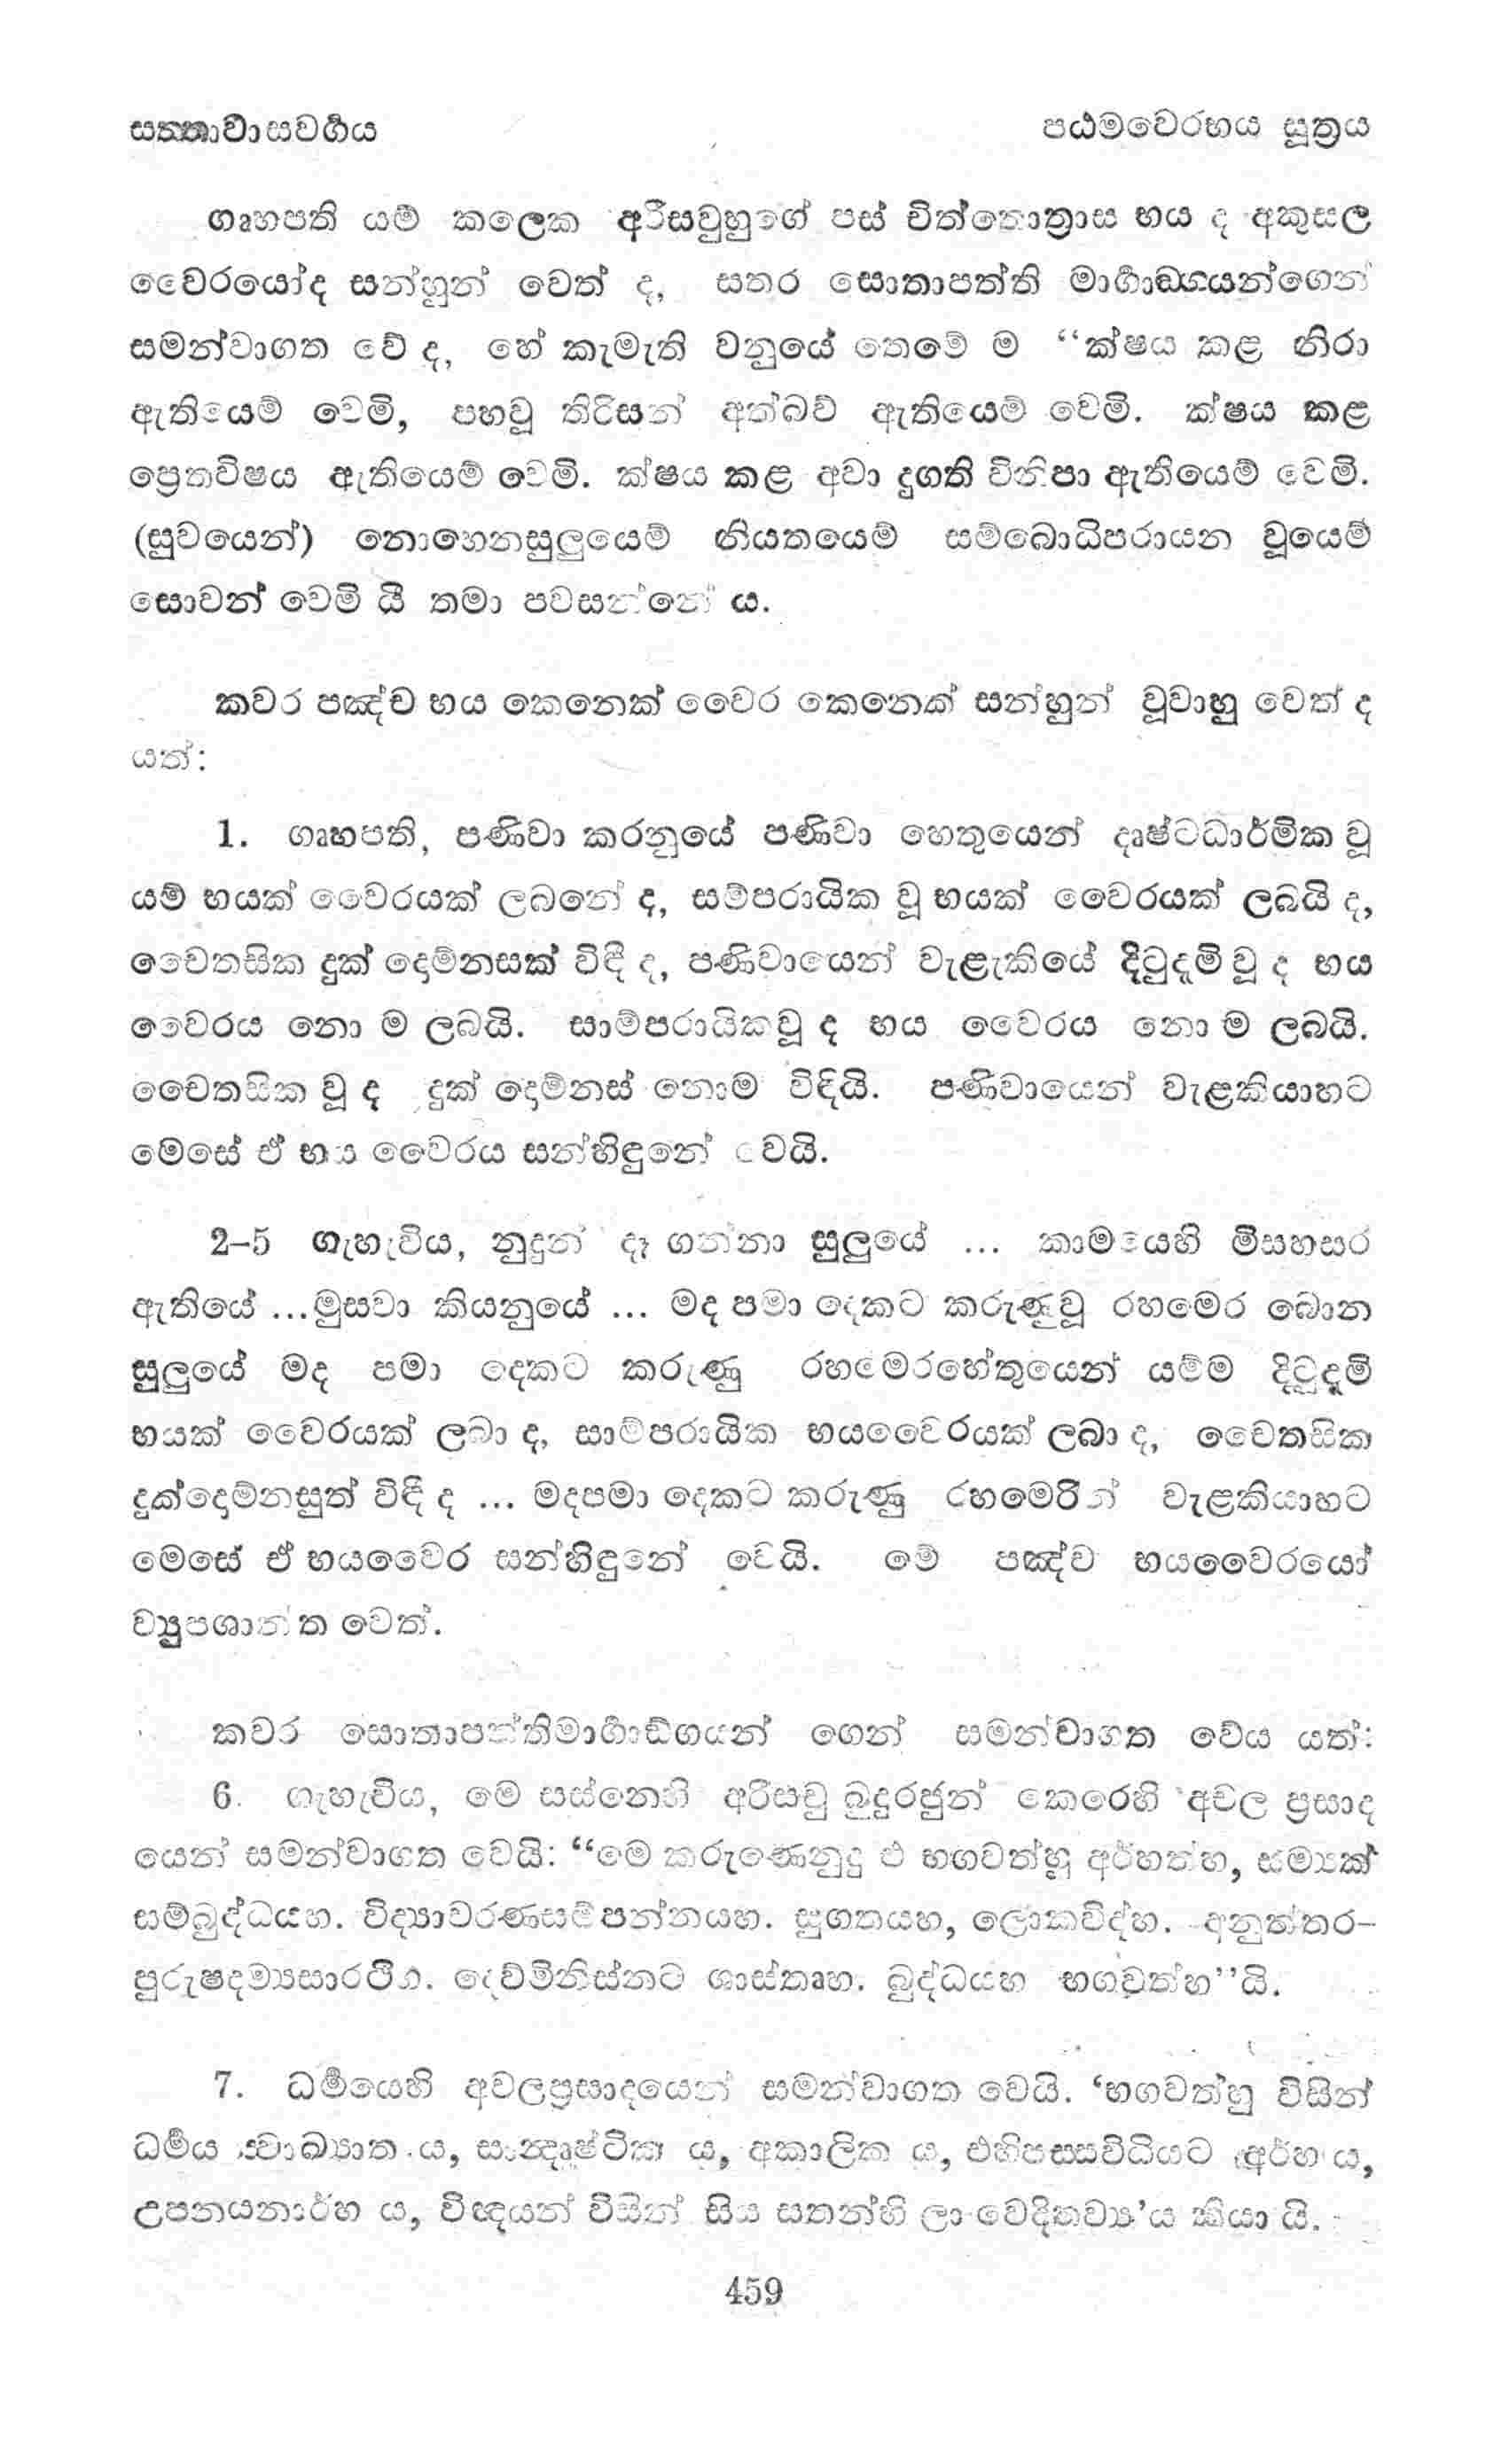 සත්තාවාසවර්ගය
පඨමවෙරභය සූත්‍රය
ගෘහපති යම් කලෙක අරීසවුහුගේ පස් චිත්තොත්‍රාස භය ද අකුසල
වෛරයෝද සන්හුන් වෙත් ද, සතර සොතාපත්ති මාර්ගාඞ්ගයන්ගෙන්
සමන්වාගත වේ ද, හේ කැමැති වනුයේ තෙමේ ම “ක්ෂය කළ නිරා
ඇතියෙම් වෙමි, පහවූ තිරිසන් අත්බව් ඇතියෙම් වෙමි. ක්ෂය කළ
ප්‍රෙතවිෂය ඇතියෙම් වෙමි. ක්ෂය කළ අවා දුගති විනිපා ඇතියෙම් වෙමි.
(සුවයෙන්) නොහෙනසුලුයෙම් නියතයෙම් සම්බොධිපරායන වූයෙම්
සොවන් වෙමි යී තමා පවසන්නේ ය.
කවර පඤ්ච භය කෙනෙක් වෛර කෙනෙක් සන්හුන් වූවාහු වෙත් ද
යත්:
1. ගෘහපති, පණිවා කරනුයේ පණිවා හෙතුයෙන් දෘෂ්ටධාර්මික වූ
යම් භයක් වෛරයක් ලබනේ ද, සම්පරායික වූ භයක් වෛරයක් ලබයි ද,
චෛතසික දුක් දොම්නසක් විඳී ද, පණිවායෙන් වැළැකියේ දිටුදැමි වූ ද භය
වෛරය නො ම ලබයි. සාම්පරායිකවූ ද භය වෛරය නො ම ලබයි.
චෛතසික වූ ද දුක් දොම්නස් නොම විඳියි. පණිවායෙන් වැළකියාහට
මෙසේ ඒ භය වෛරය සන්හිඳුනේ වෙයි.
2–5 ගැහැවිය, නුදුන් දෑ ගන්නා සුලුයේ ... කාමයෙහි මිසහසර
ඇතියේ ...මුසවා කියනුයේ ... මද පමා දෙකට කරුණුවූ රහමෙර බොන
සුලුයේ මද පමා දෙකට කරුණු රහමෙරහේතුයෙන් යම්ම දිටුදැමි
භයක් වෛරයක් ලබා ද, සාම්පරායික භයවෛරයක් ලබා ද, චෛතසික
දුක්දොම්නසුත් විඳී ද ... මදපමා දෙකට කරුණු රහමෙරින් වැළකියාහට
මෙසේ ඒ භයවෛර සන්හිඳුනේ වෙයි. මේ පඤ්ච භයවෛරයෝ
ව්‍යුපශාන්ත වෙත්.
කවර සොතාපත්තිමාර්ගාඞ්ගයන් ගෙන් සමන්වාගත වේය යත්:
6. ගැහැවිය, මෙ සස්නෙහි අරීසවු බුදුරජුන් කෙරෙහි අචල ප්‍රසාද
යෙන් සමන්වාගත වෙයි: “මෙ කරුණෙනුදු එ භගවත්හු අර්හත්හ, සම්‍යක්
සම්බුද්ධයහ. විද්‍යාචරණසම්පන්නයහ. සුගතයහ, ලොකවිද්හ. අනුත්තර-
පුරුෂදම්‍යසාරථීහ. දෙව්මිනිස්නට ශාස්තෘහ. බුද්ධයහ භගවත්හ”යි.
7. ධර්මයෙහි අචලප්‍රසාදයෙන් සමන්වාගත වෙයි. ‘භගවත්හු විසින්
ධර්මය ස්වාඛ්‍යාත ය, සාන්දෘෂ්ටික ය, අකාලික ය, එහිපස්සවිධියට අර්හ ය,
උපනයනාර්හ ය, විඥයන් විසින් සිය සතන්හි ලා වෙදිතව්‍ය’ය කියා යි.
459